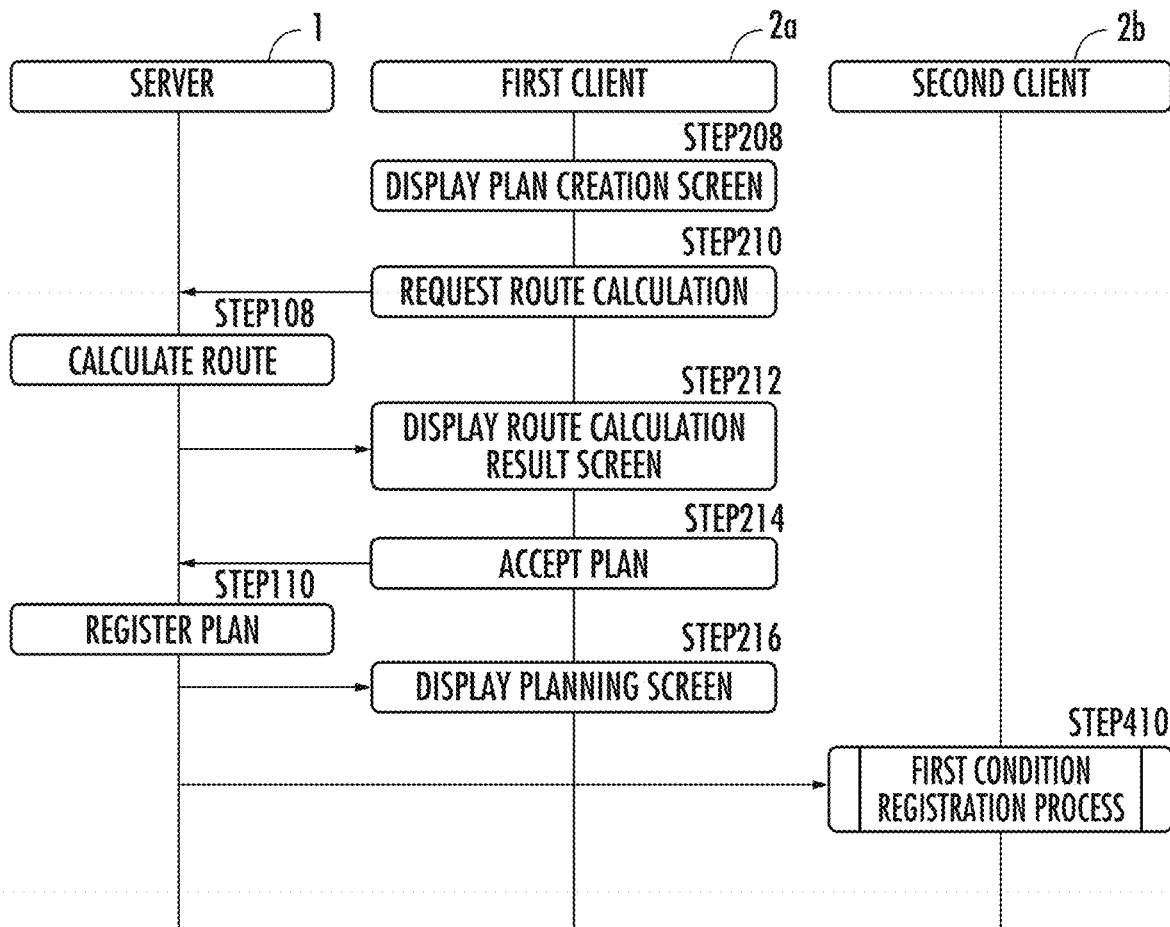 1
2a
2b
SERVER
FIRST CLIENT
SECOND CLIENT
STEP208
DISPLAY PLAN CREATION SCREEN
STEP210
REQUEST ROUTE CALCULATION
STEP108
CALCULATE ROUTE
STEP212
DISPLAY ROUTE CALCULATION
RESULT SCREEN
STEP214
ACCEPT PLAN
STEP110
REGISTER PLAN
STEP216
DISPLAY PLANNING SCREEN
STEP410
FIRST CONDITION
REGISTRATION PROCESS